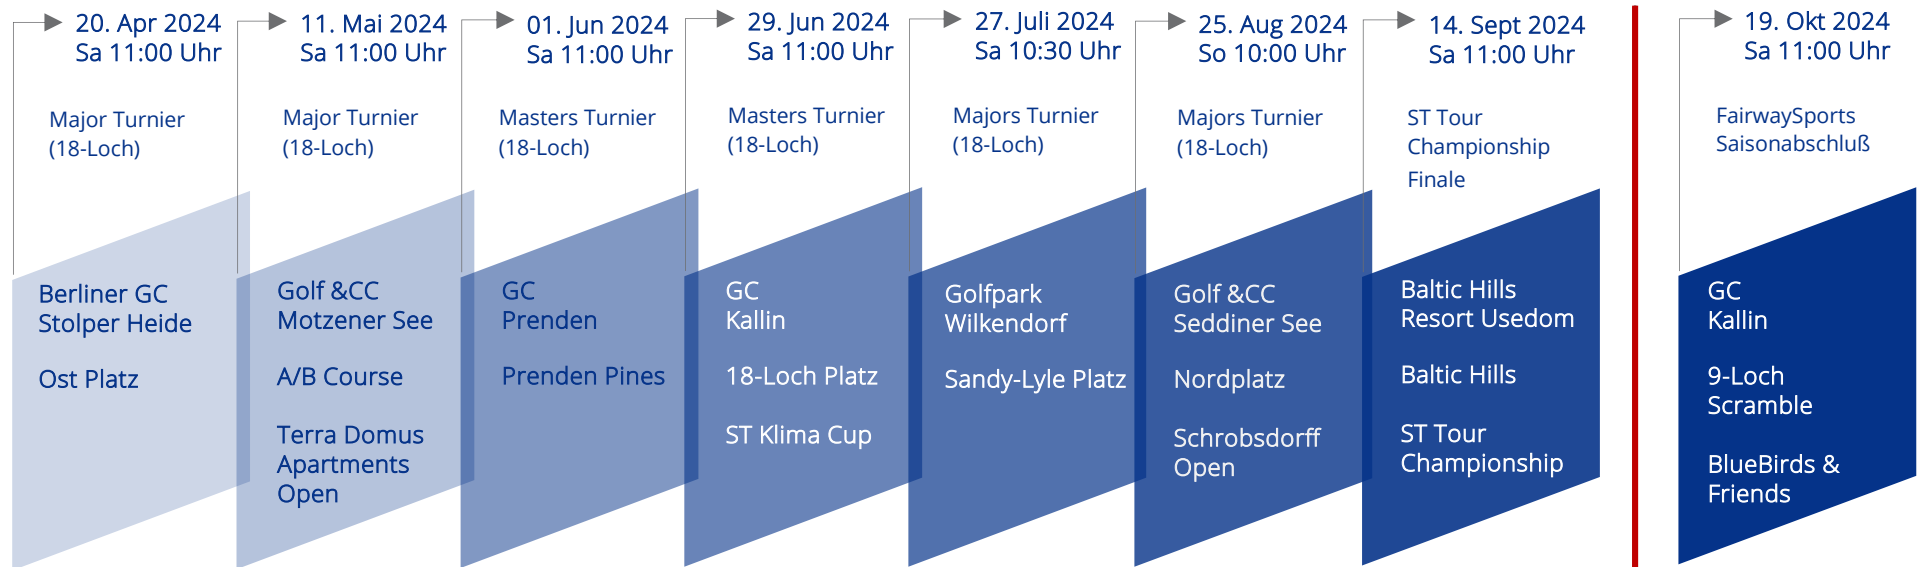 20. Apr 2024
Sa 11:00 Uhr
Major Turnier
(18-Loch)
Berliner GC
Stolper Heide
Ost Platz
11. Mai 2024
Sa 11:00 Uhr
Major Turnier
(18-Loch)
Golf &CC
Motzener See
A/B Course
Terra Domus
Apartments
Open
01. Jun 2024
Sa 11:00 Uhr
Masters Turnier
(18-Loch)
GC
Prenden
Prenden Pines
29. Jun 2024
Sa 11:00 Uhr
Masters Turnier
(18-Loch)
GC
Kallin
18-Loch Platz
ST Klima Cup
27. Juli 2024
Sa 10:30 Uhr
Majors Turnier
(18-Loch)
Golfpark
Wilkendorf
Sandy-Lyle Platz
25. Aug 2024
So 10:00 Uhr
Majors Turnier
(18-Loch)
Golf &CC
Seddiner See
Nordplatz
Schrobsdorff
Open
14. Sept 2024
Sa 11:00 Uhr
ST Tour
Championship
Finale
Baltic Hills
Resort Usedom
Baltic Hills
ST Tour
Championship
19. Okt 2024
Sa 11:00 Uhr
FairwaySports
Saisonabschluß
GC
Kallin
9-Loch
Scramble
BlueBirds &
Friends